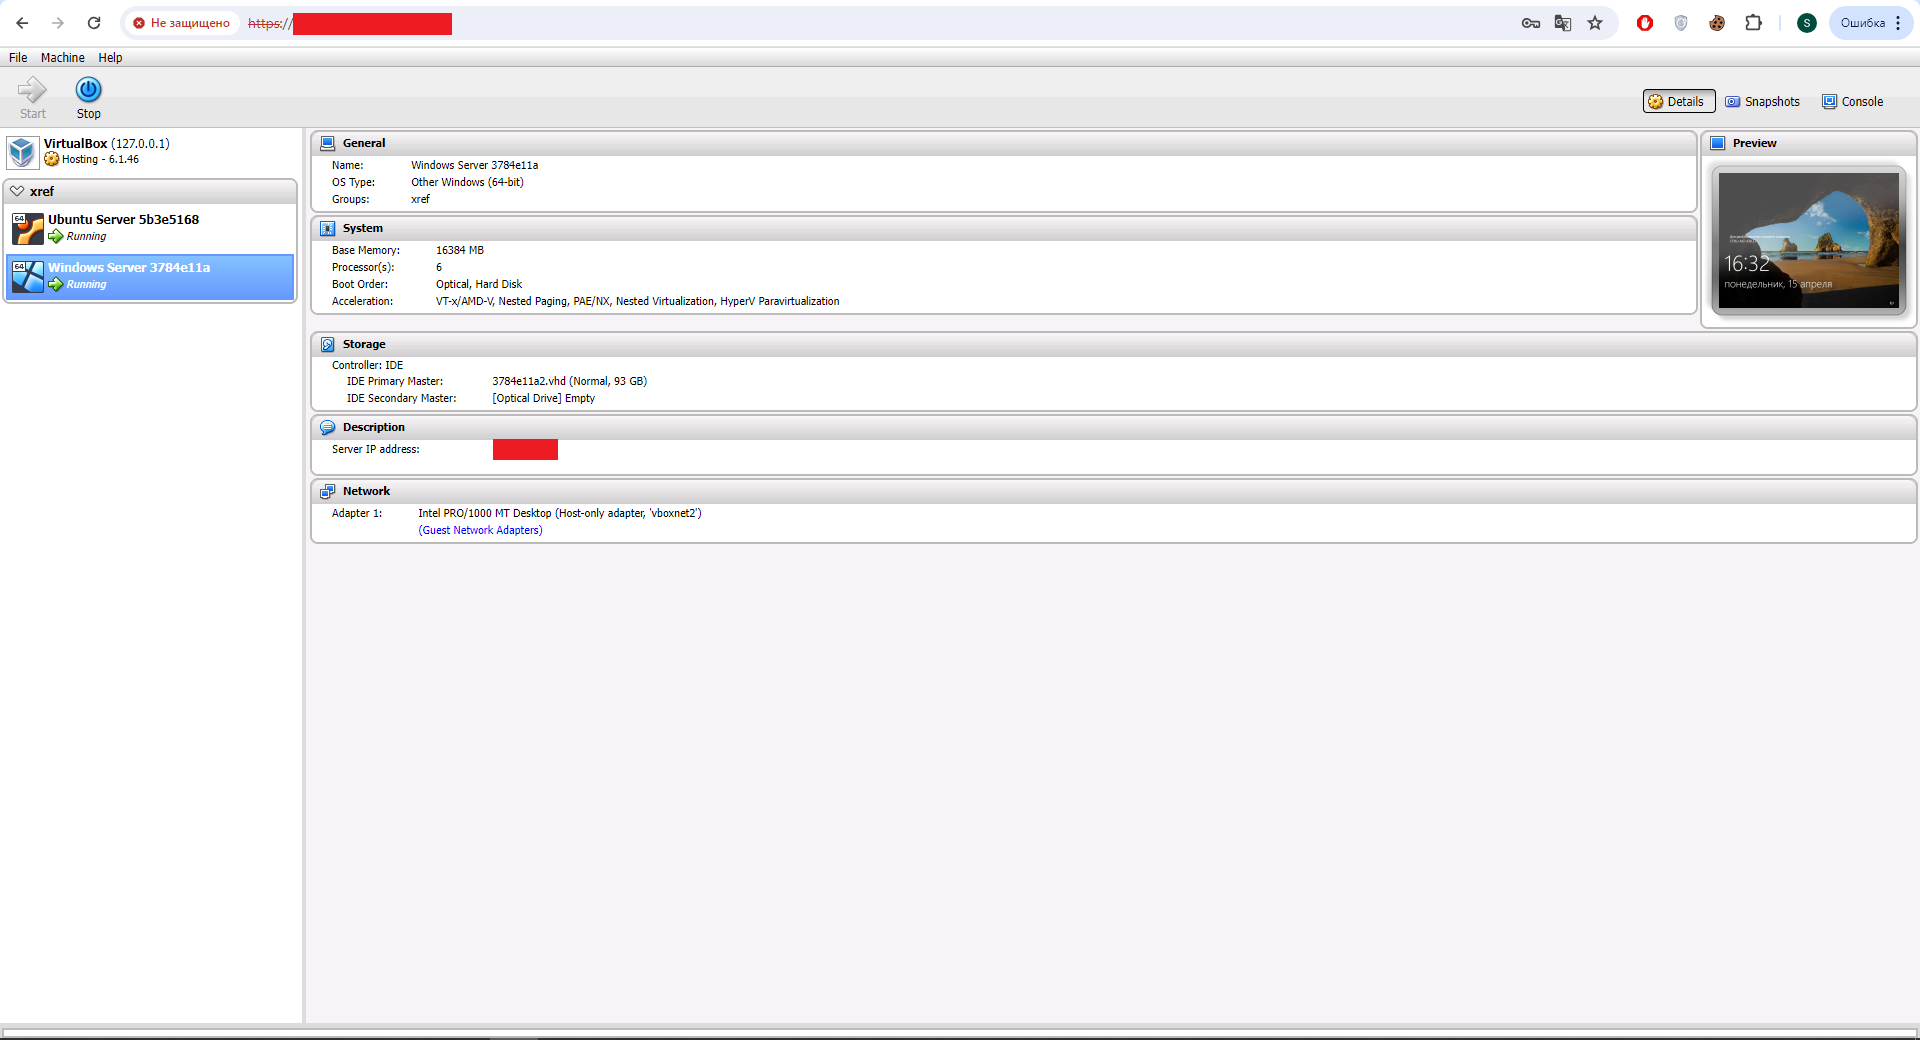 Не защищено https:// Ошибка
S
File Machine Help
Start Stop Details Snapshots Console
VirtualBox (127.0.0.1)
Hosting - 6.1.46
xref
64
Ubuntu Server 5b3e5168
Running
64
Windows Server 3784e11a
Running
General
Name: Windows Server 3784e11a
OS Type: Other Windows (64-bit)
Groups: xref
System
Base Memory: 16384 MB
Processor(s): 6
Boot Order: Optical, Hard Disk
Acceleration: VT-x/AMD-V, Nested Paging, PAE/NX, Nested Virtualization, HyperV Paravirtualization
Preview
16:32
понедельник, 15 апреля
Storage
Controller: IDE
IDE Primary Master: 3784e11a2.vhd (Normal, 93 GB)
IDE Secondary Master: [Optical Drive] Empty
Description
Server IP address:
Network
Adapter 1: Intel PRO/1000 MT Desktop (Host-only adapter, 'vboxnet2')
(Guest Network Adapters)